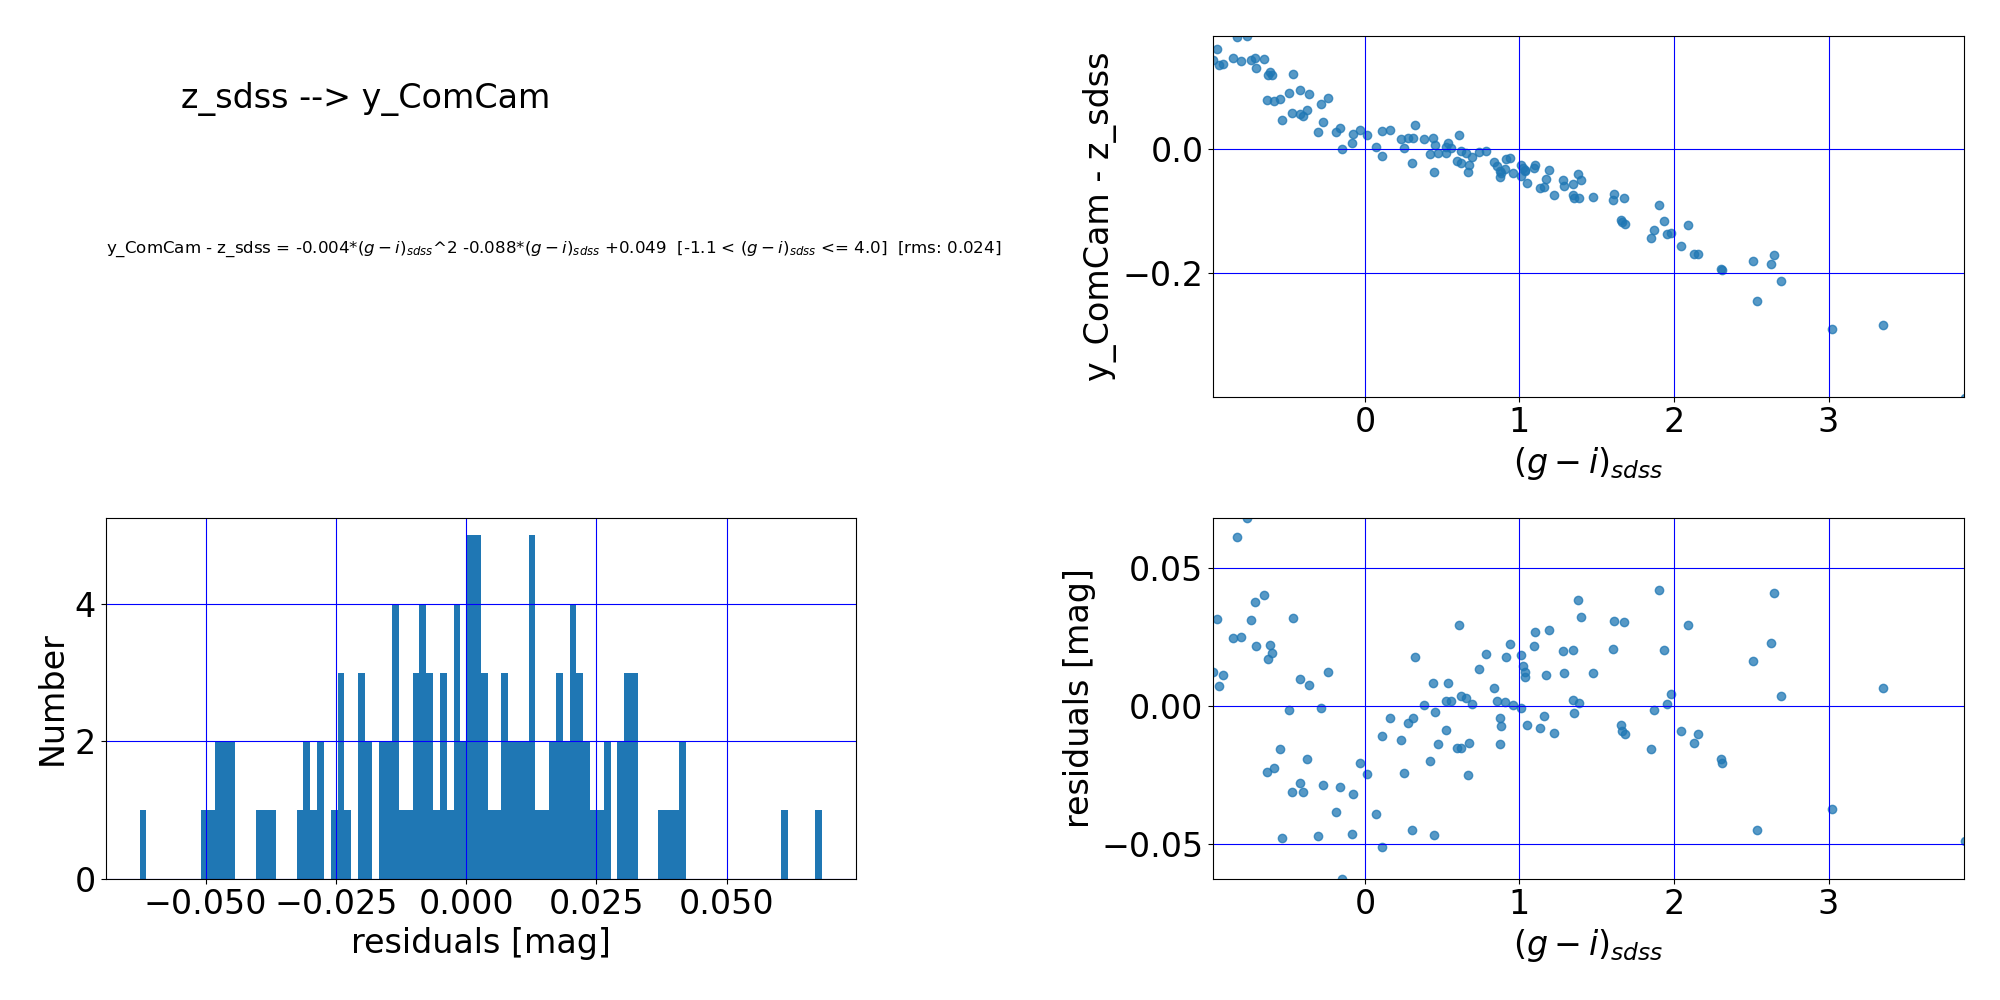 z_sdss --> y_ComCam
y_ComCam - z_sdss = -0.004*(g − i)sdss^2 -0.088*(g − i)sdss +0.049 [-1.1 < (g − i)sdss <= 4.0] [rms: 0.024]
y_ComCam - z_sdss
0.0
−0.2
0 1 2 3
(g − i)sdss
Number
4
2
0
−0.050 −0.025 0.000 0.025 0.050
residuals [mag]
residuals [mag]
0.05
0.00
−0.05
0 1 2 3
(g − i)sdss